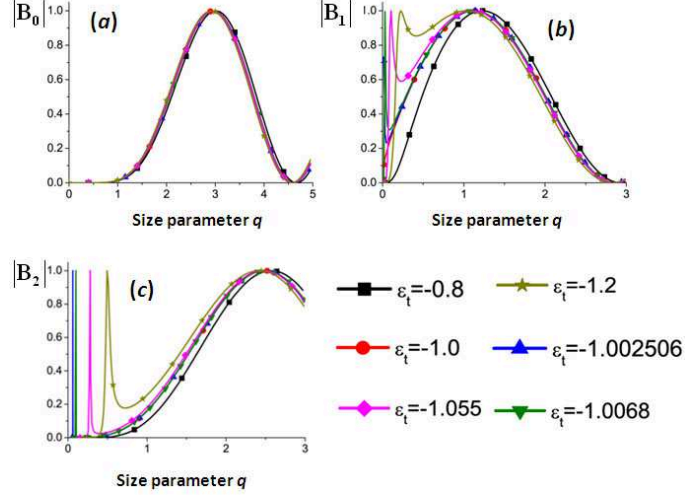 |B₀|
(a)
1.0
0.8
0.6
0.4
0.2
0.0
0 1 2 3 4 5
Size parameter q
|B₁|
(b)
1.0
0.8
0.6
0.4
0.2
0.0
0 1 2 3
Size parameter q
|B₂|
(c)
1.0
0.8
0.6
0.4
0.2
0.0
0 1 2 3
Size parameter q
εₜ=-0.8
εₜ=-1.2
εₜ=-1.0
εₜ=-1.002506
εₜ=-1.055
εₜ=-1.0068